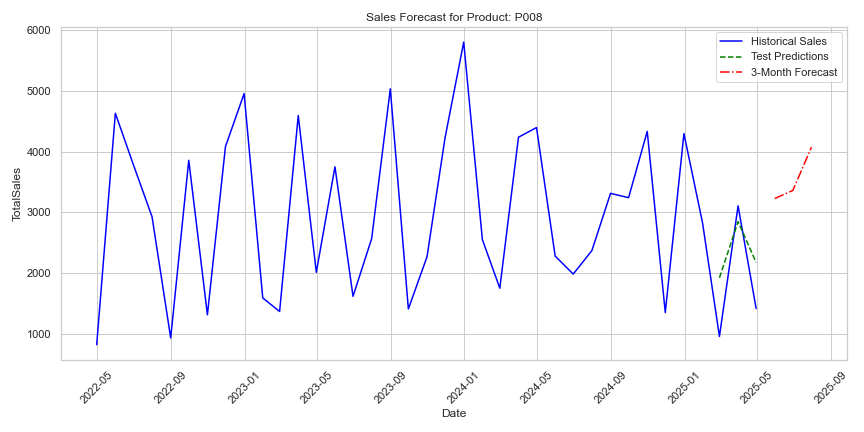 Sales Forecast for Product: P008
Historical Sales
Test Predictions
3-Month Forecast
TotalSales
6000
5000
4000
3000
2000
1000
2022-05
2022-09
2023-01
2023-05
2023-09
2024-01
2024-05
2024-09
2025-01
2025-05
2025-09
Date